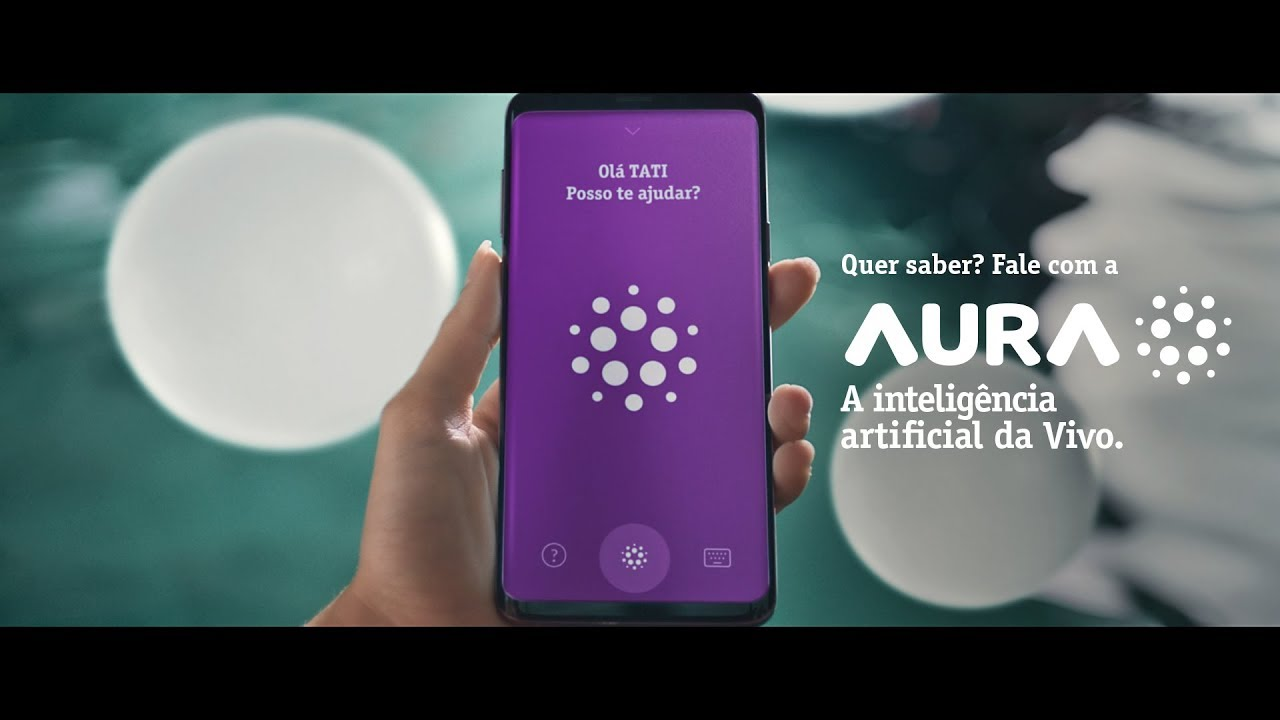 Olá TATI
Posso te ajudar?
Quer saber? Fale com a
AURA
A inteligência
artificial da Vivo.
?